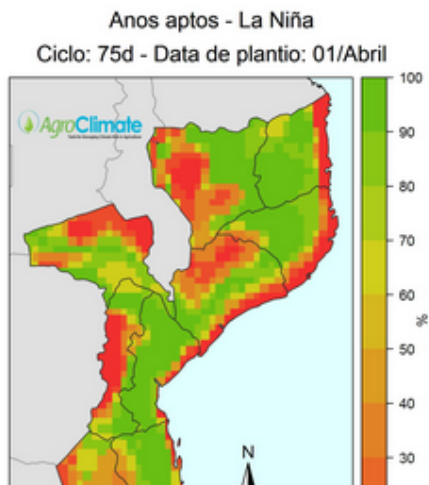 Anos aptos - La Niña
Ciclo: 75d - Data de plantio: 01/Abril
AgroClimate
100
90
80
70
60
%
50
40
30
N